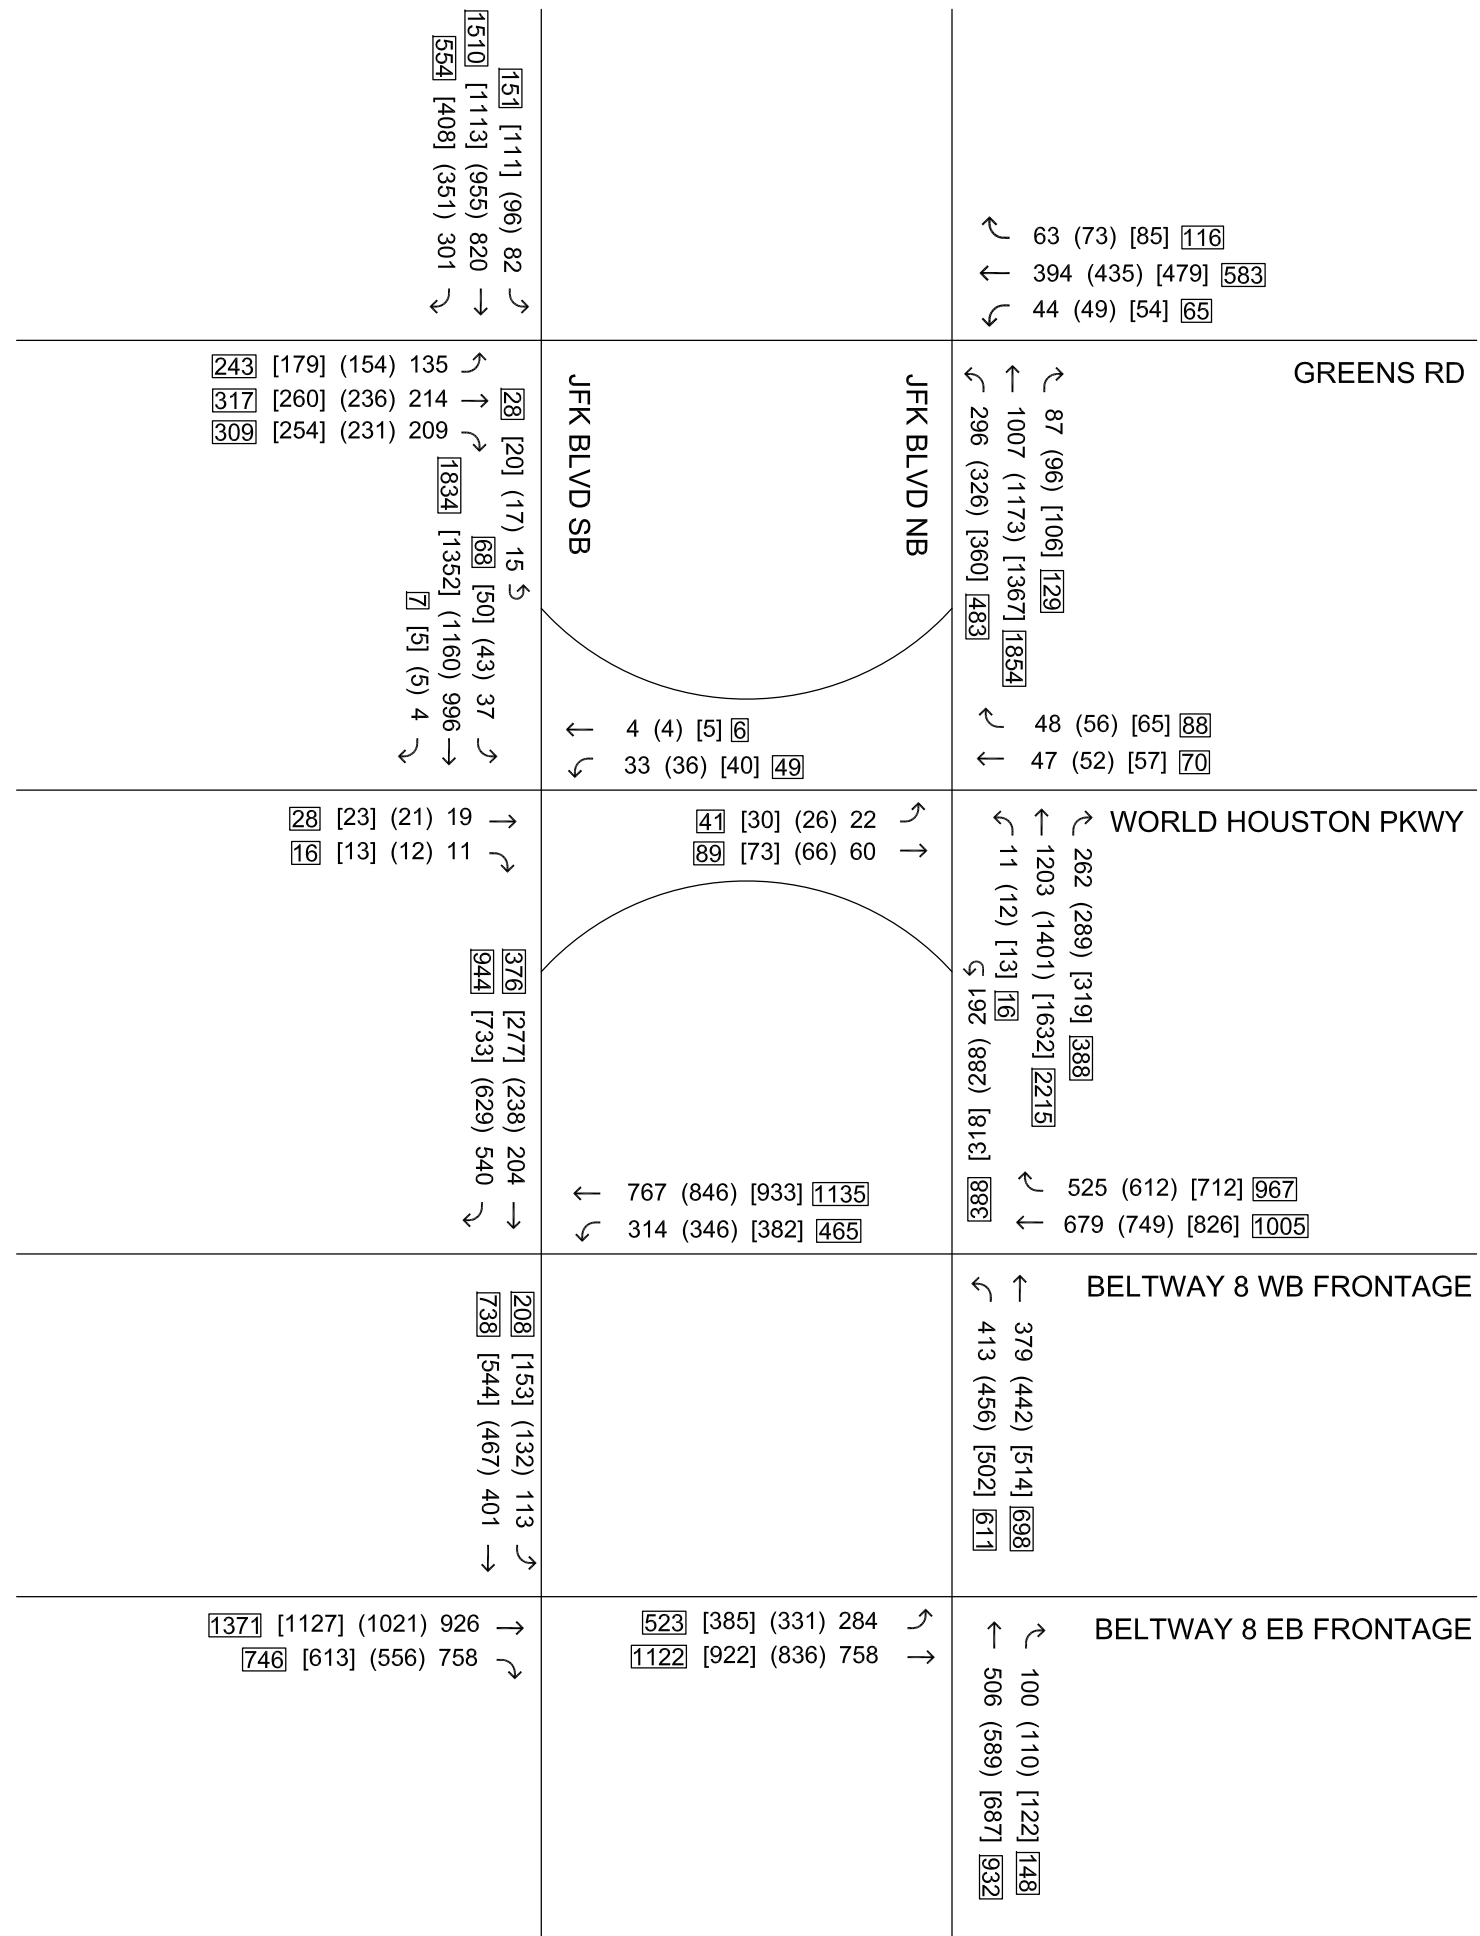 151 [111] (96) 82
1510 [1113] (955) 820
554 [408] (351) 301
63 (73) [85] 116
394 (435) [479] 583
44 (49) [54] 65
GREENS RD
243 [179] (154) 135
317 [260] (236) 214
309 [254] (231) 209
JFK BLVD SB
JFK BLVD NB
87 (96) [106] 129
1007 (1173) [1367] 1854
296 (326) [360] 483
28 [20] (17) 15
68 [50] (43) 37
1834 [1352] (1160) 996
7 [5] (5) 4
4 (4) [5] 6
33 (36) [40] 49
48 (56) [65] 88
47 (52) [57] 70
WORLD HOUSTON PKWY
28 [23] (21) 19
16 [13] (12) 11
41 [30] (26) 22
89 [73] (66) 60
262 (289) [319] 388
1203 (1401) [1632] 2215
11 (12) [13] 16
261 (288) [318] 388
376 [277] (238) 204
944 [733] (629) 540
767 (846) [933] 1135
314 (346) [382] 465
525 (612) [712] 967
679 (749) [826] 1005
BELTWAY 8 WB FRONTAGE
208 [153] (132) 113
738 [544] (467) 401
379 (442) [514] 698
413 (456) [502] 611
BELTWAY 8 EB FRONTAGE
1371 [1127] (1021) 926
746 [613] (556) 758
523 [385] (331) 284
1122 [922] (836) 758
100 (110) [122] 148
506 (589) [687] 932